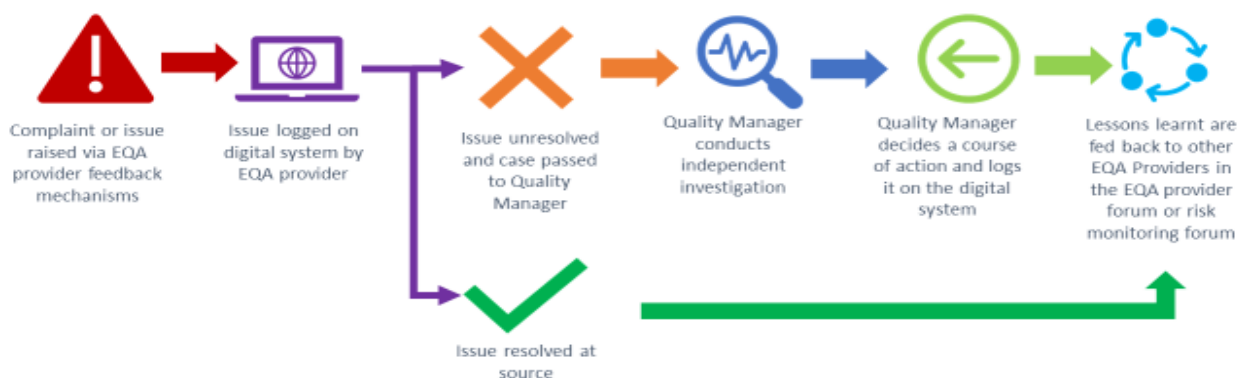 Complaint or issue
raised via EQA
provider feedback
mechanisms
Issue logged on
digital system by
EQA provider
Issue unresolved
and case passed
to Quality
Manager
Quality Manager
conducts
independent
investigation
Quality Manager
decides a course
of action and logs
it on the digital
system
Lessons learnt are
fed back to other
EQA Providers in
the EQA provider
forum or risk
monitoring forum
Issue resolved at
source